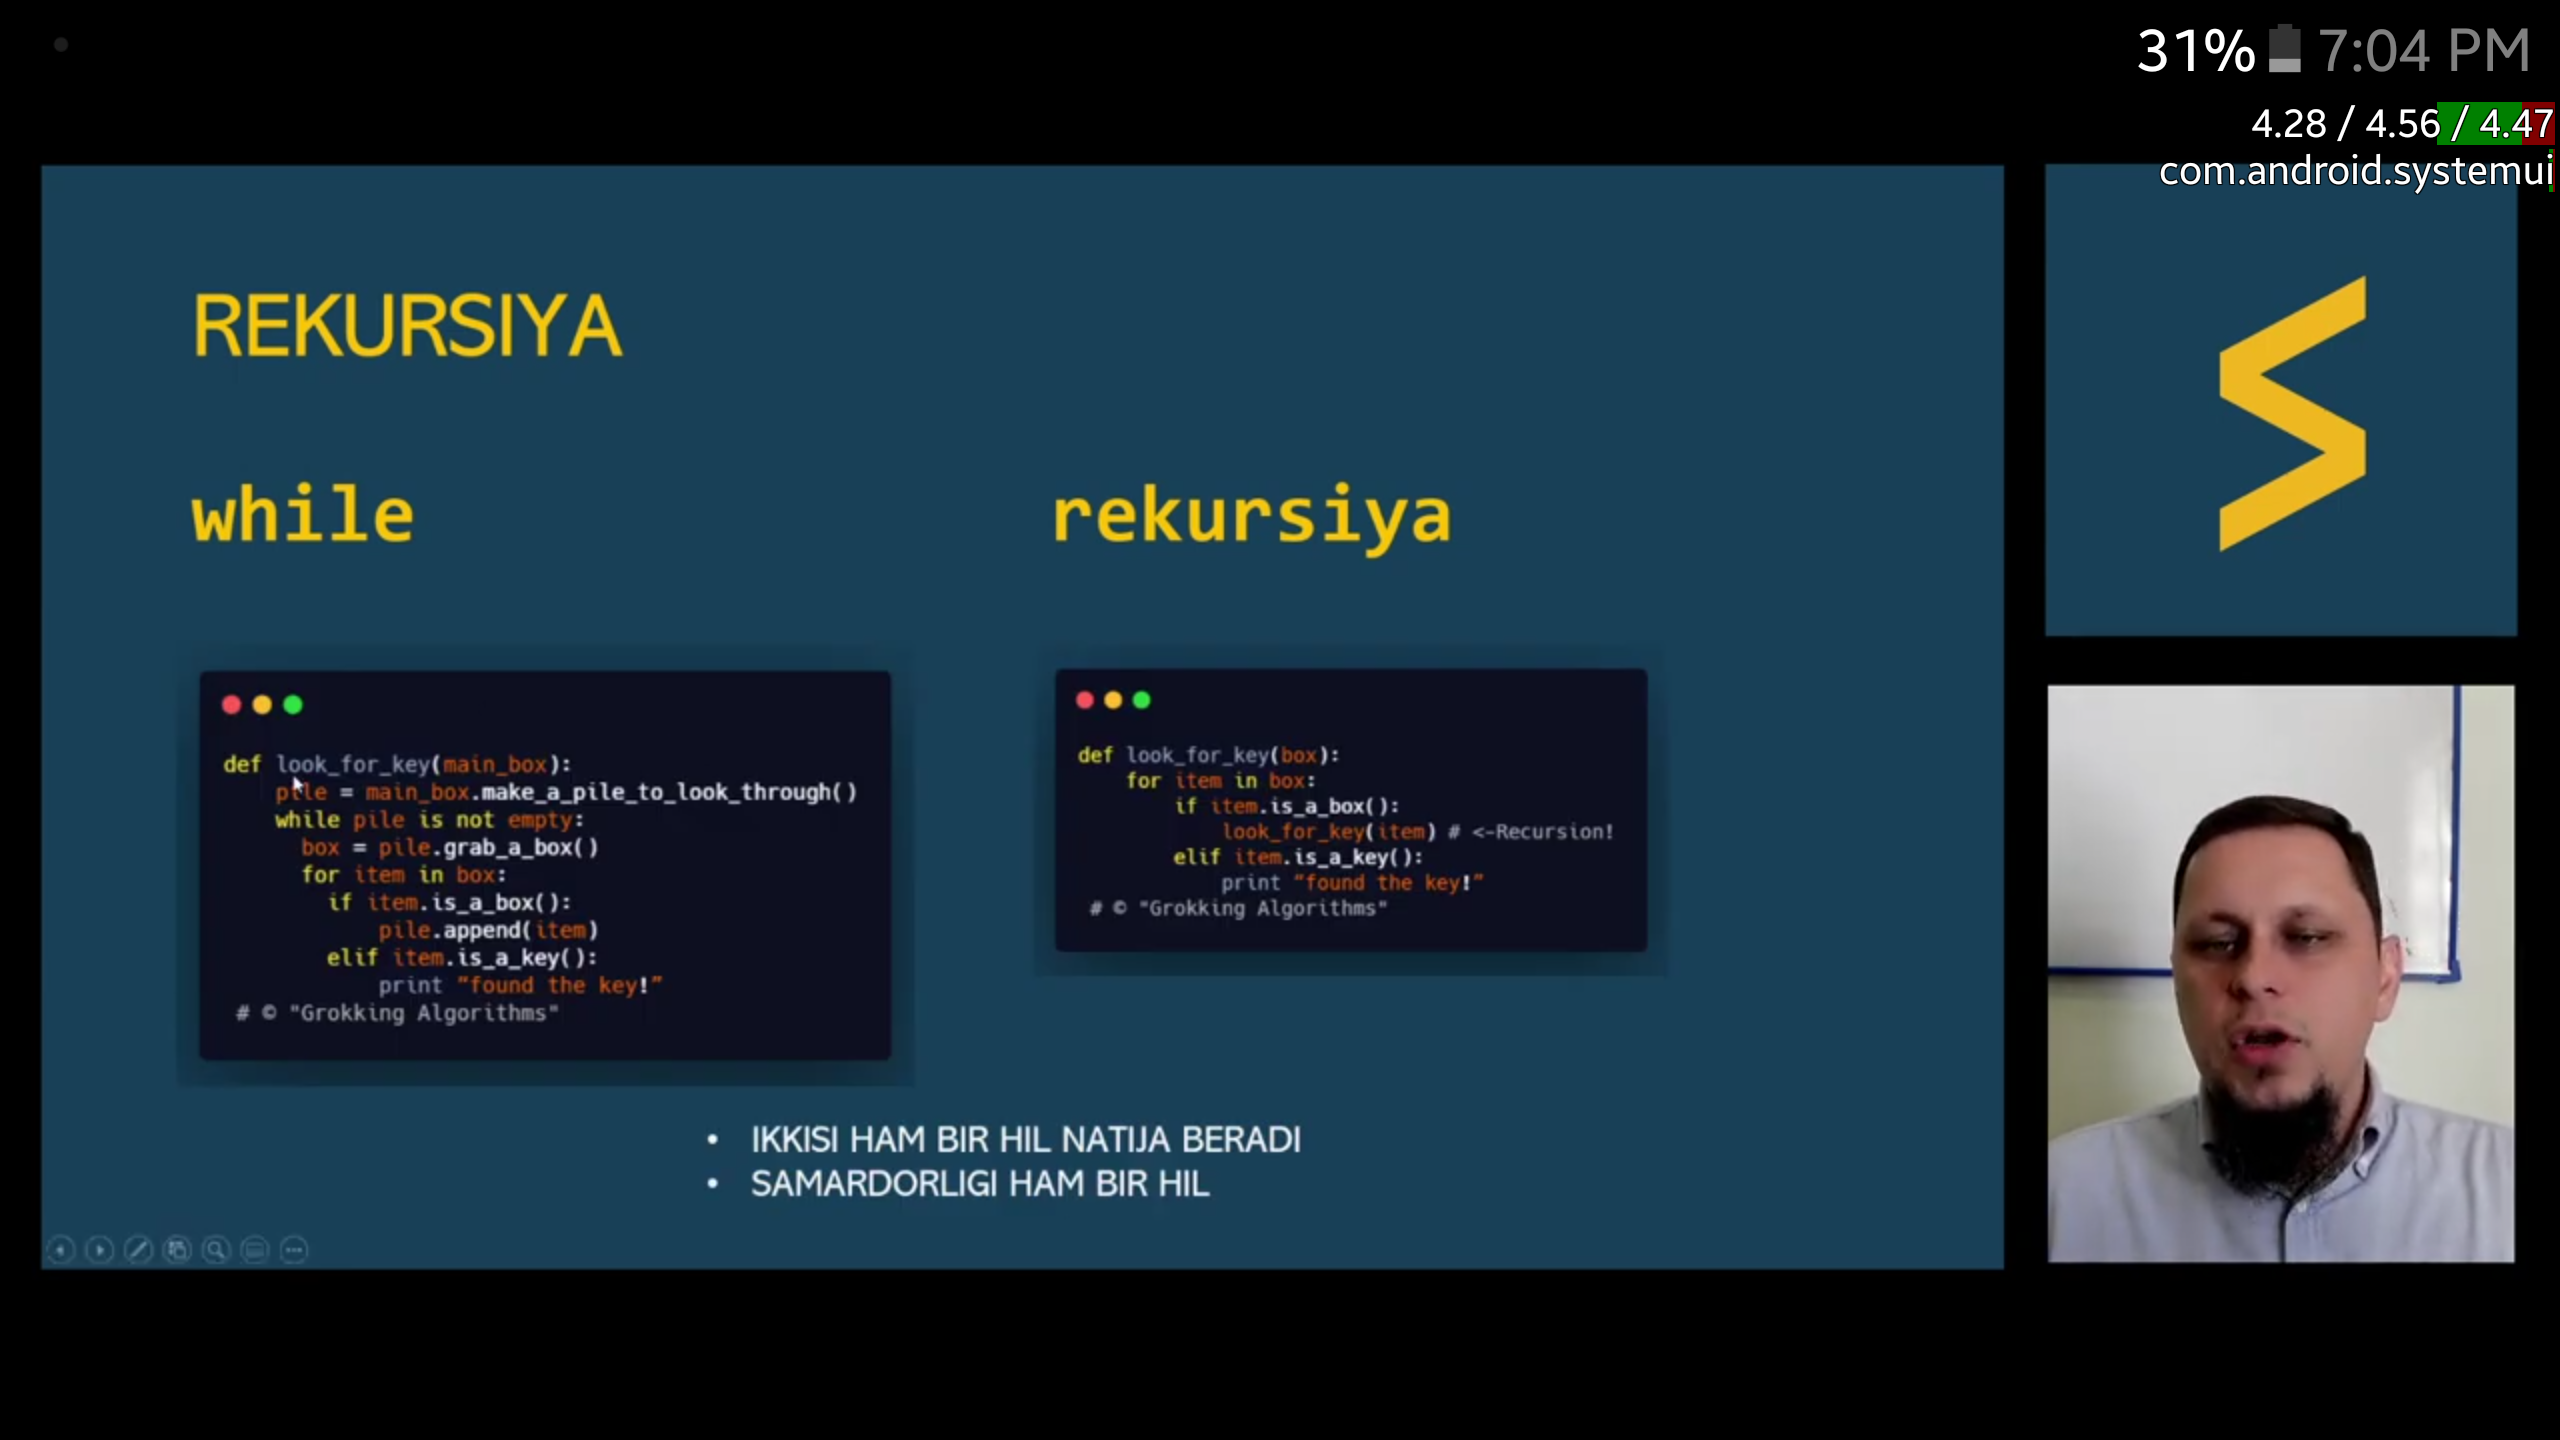 31% 7:04 PM
4.28 / 4.56 / 4.47
com.android.systemui
REKURSIYA
while
rekursiya
def look_for_key(main_box):
    pile = main_box.make_a_pile_to_look_through()
    while pile is not empty:
      box = pile.grab_a_box()
      for item in box:
        if item.is_a_box():
            pile.append(item)
        elif item.is_a_key():
            print “found the key!”
 # © "Grokking Algorithms"
def look_for_key(box):
    for item in box:
        if item.is_a_box():
            look_for_key(item) # <-Recursion!
        elif item.is_a_key():
            print “found the key!”
 # © "Grokking Algorithms"
• IKKISI HAM BIR HIL NATIJA BERADI
• SAMARDORLIGI HAM BIR HIL